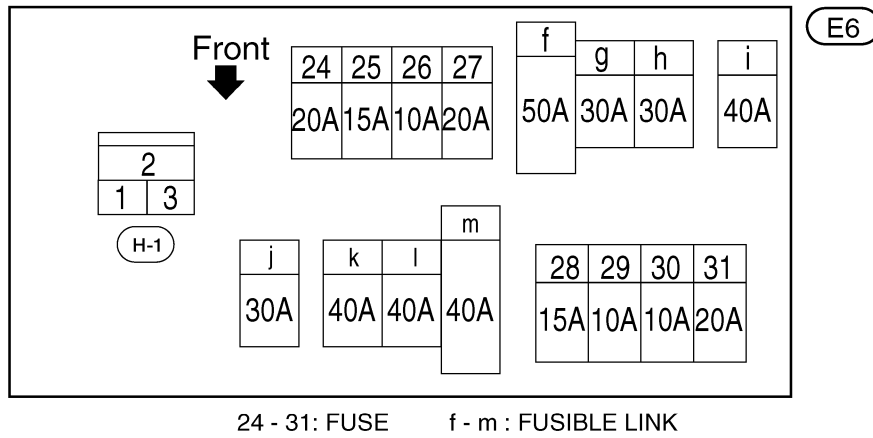 E6
Front
24 25 26 27
20A 15A 10A 20A
f g h i
50A 30A 30A 40A
2
1 3
H-1
j k l m
30A 40A 40A 40A
28 29 30 31
15A 10A 10A 20A
24 - 31: FUSE f - m : FUSIBLE LINK